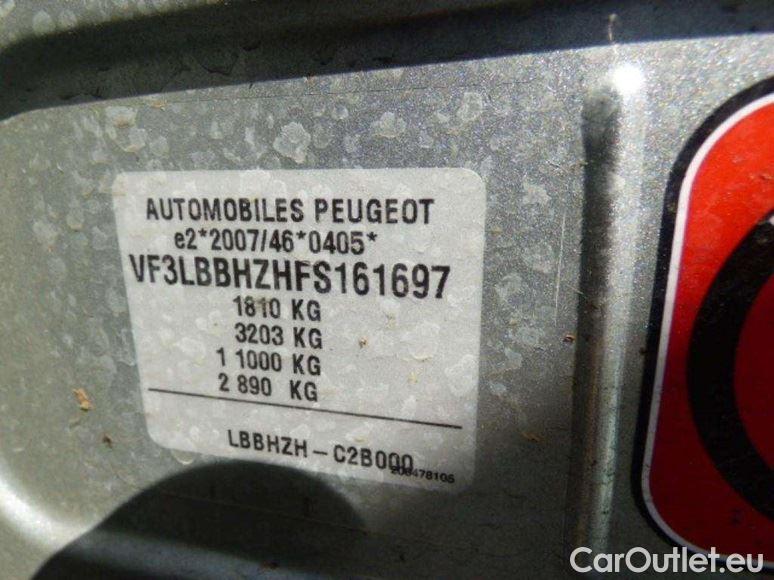 AUTOMOBILES PEUGEOT
e2*2007/46*0405*
VF3LBBHZHFS161697
1810 KG
3203 KG
1 1000 KG
2 890 KG
LBBHZH - C2B000
208478105
CarOutlet.eu